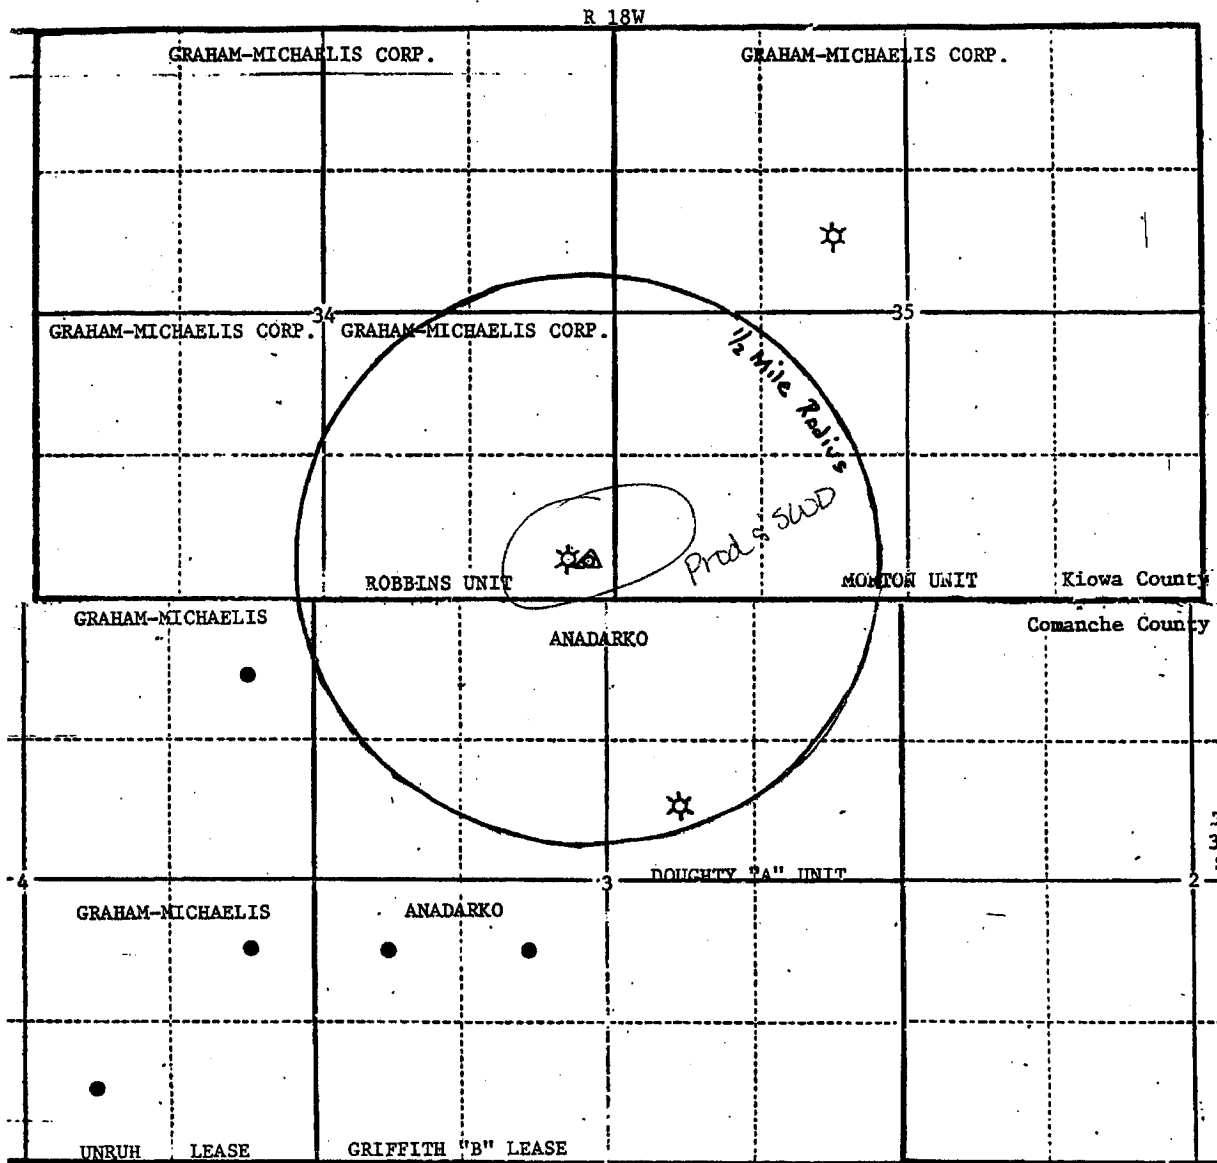 R 18W
GRAHAM-MICHAELIS CORP.
GRAHAM-MICHAELIS CORP.
34
35
GRAHAM-MICHAELIS CORP.
GRAHAM-MICHAELIS CORP.
1/2 Mile Radius
Prod & SWD
ROBBINS UNIT
MORTON UNIT
Kiowa County
GRAHAM-MICHAELIS
ANADARKO
Comanche County
4
3
2
DOUGHTY "A" UNIT
GRAHAM-MICHAELIS
ANADARKO
UNRUH LEASE
GRIFFITH "B" LEASE